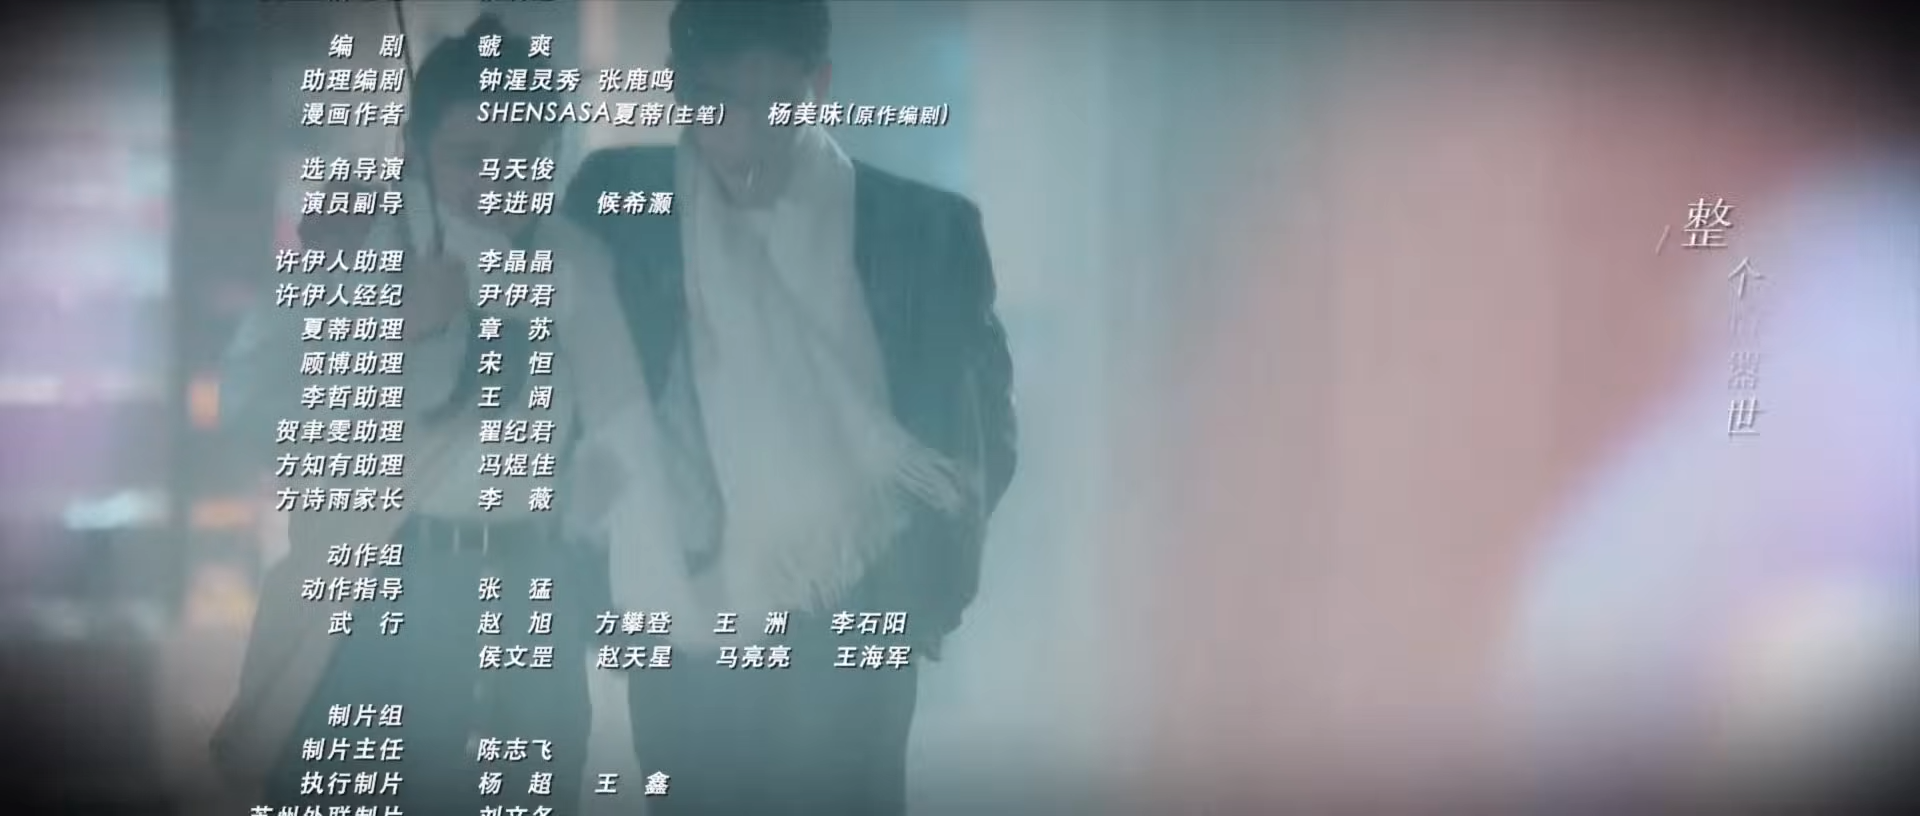 编 剧 虢 爽
助理编剧 钟渥灵秀 张鹿鸣
漫画作者 SHENSASA夏蒂(主笔) 杨美味(原作编剧)
选角导演 马天俊
演员副导 李进明 候希灏
许伊人助理 李晶晶
许伊人经纪 尹伊君
夏蒂助理 章 苏
顾博助理 宋 恒
李哲助理 王 阔
贺聿雯助理 翟纪君
方知有助理 冯煜佳
方诗雨家长 李 薇
动作组
动作指导 张 猛
武 行 赵 旭 方攀登 王 洲 李石阳
侯文罡 赵天星 马亮亮 王海军
制片组
制片主任 陈志飞
执行制片 杨 超 王 鑫
苏州外联制片
整
个
世